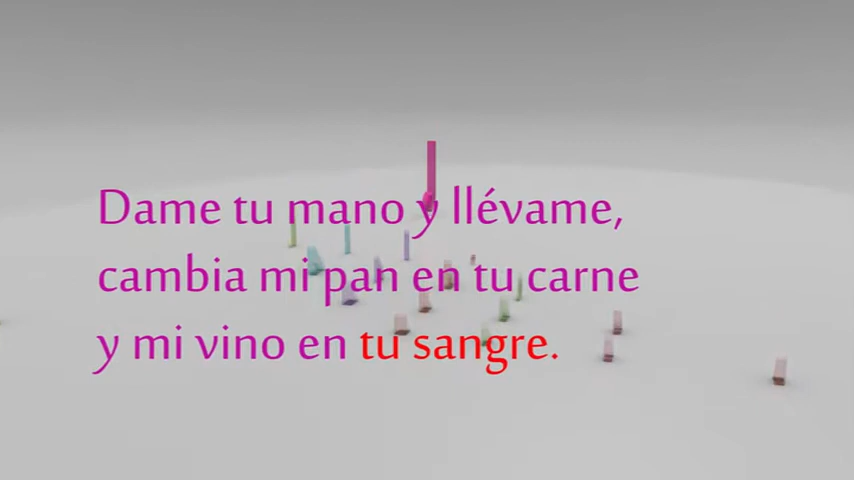 Dame tu mano y llévame,
cambia mi pan en tu carne
y mi vino en tu sangre.